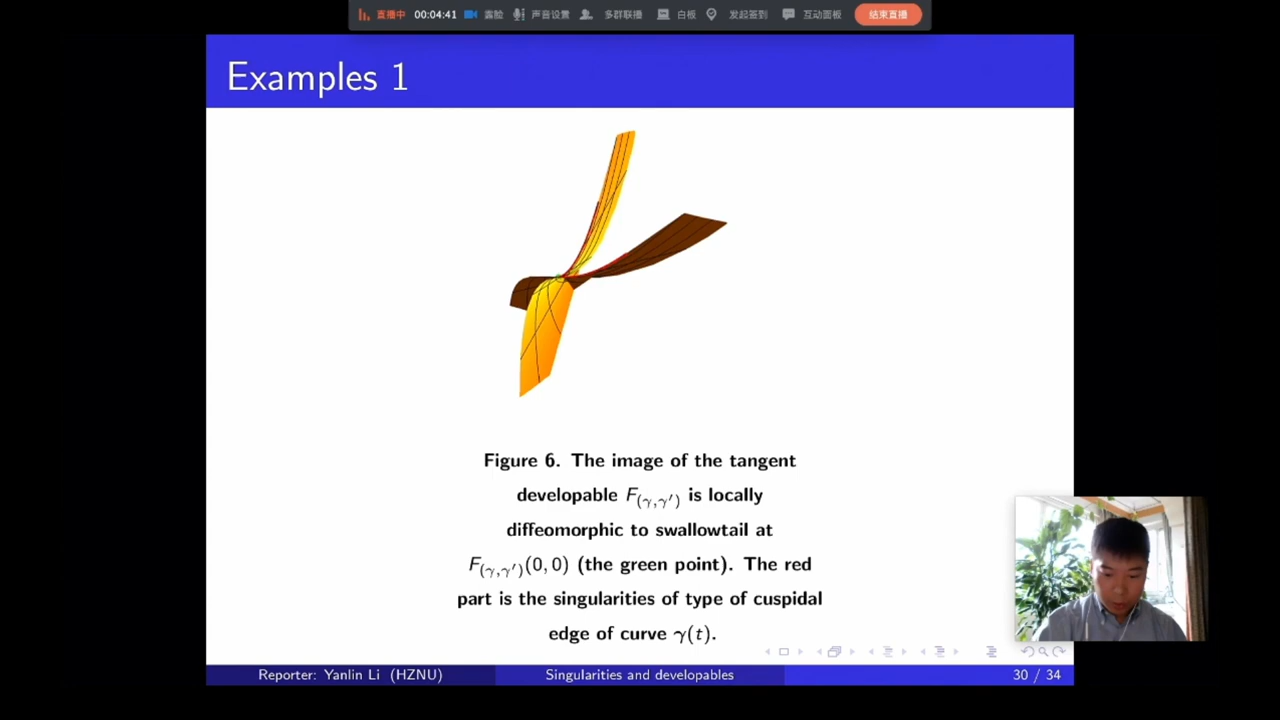 直播中 00:04:41 露脸 声音设置 多群联播 白板 发起签到 互动面板 结束直播
Examples 1
Figure 6. The image of the tangent
developable F(γ,γ′) is locally
diffeomorphic to swallowtail at
F(γ,γ′)(0, 0) (the green point). The red
part is the singularities of type of cuspidal
edge of curve γ(t).
Reporter: Yanlin Li (HZNU) Singularities and developables 30 / 34